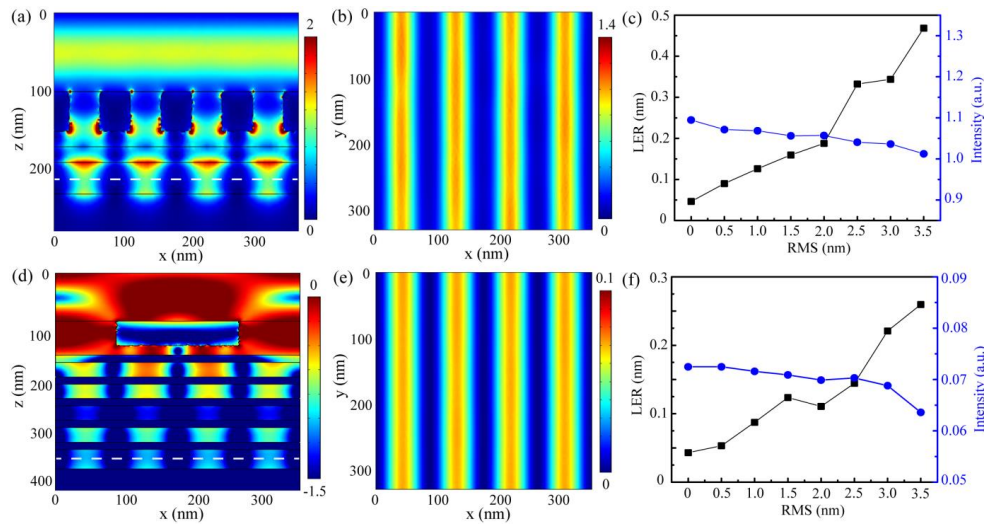 (a)
2
0
0
100
200
z (nm)
0
100
200
300
x (nm)
(b)
1.4
0
0
100
200
300
y (nm)
0
100
200
300
x (nm)
(c)
0.5
0.4
0.3
0.2
0.1
0
LER (nm)
1.3
1.2
1.1
1.0
0.9
Intensity (a.u.)
0 0.5 1.0 1.5 2.0 2.5 3.0 3.5
RMS (nm)
(d)
0
-1.5
0
100
200
300
400
z (nm)
0
100
200
300
x (nm)
(e)
0.1
0
0
100
200
300
y (nm)
0
100
200
300
x (nm)
(f)
0.3
0.2
0.1
0
LER (nm)
0.09
0.08
0.07
0.06
0.05
Intensity (a.u.)
0 0.5 1.0 1.5 2.0 2.5 3.0 3.5
RMS (nm)